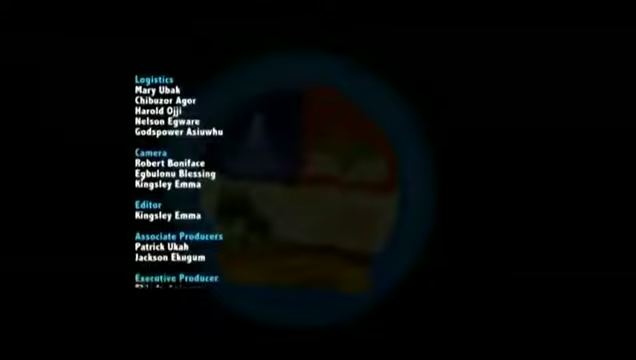 Logistics
Mary Ubak
Chibuzor Agor
Harold Ojji
Nelson Egware
Godspower Asiuwhu
Camera
Robert Boniface
Egbulonu Blessing
Kingsley Emma
Editor
Kingsley Emma
Associate Producers
Patrick Ukah
Jackson Ekugum
Executive Producer